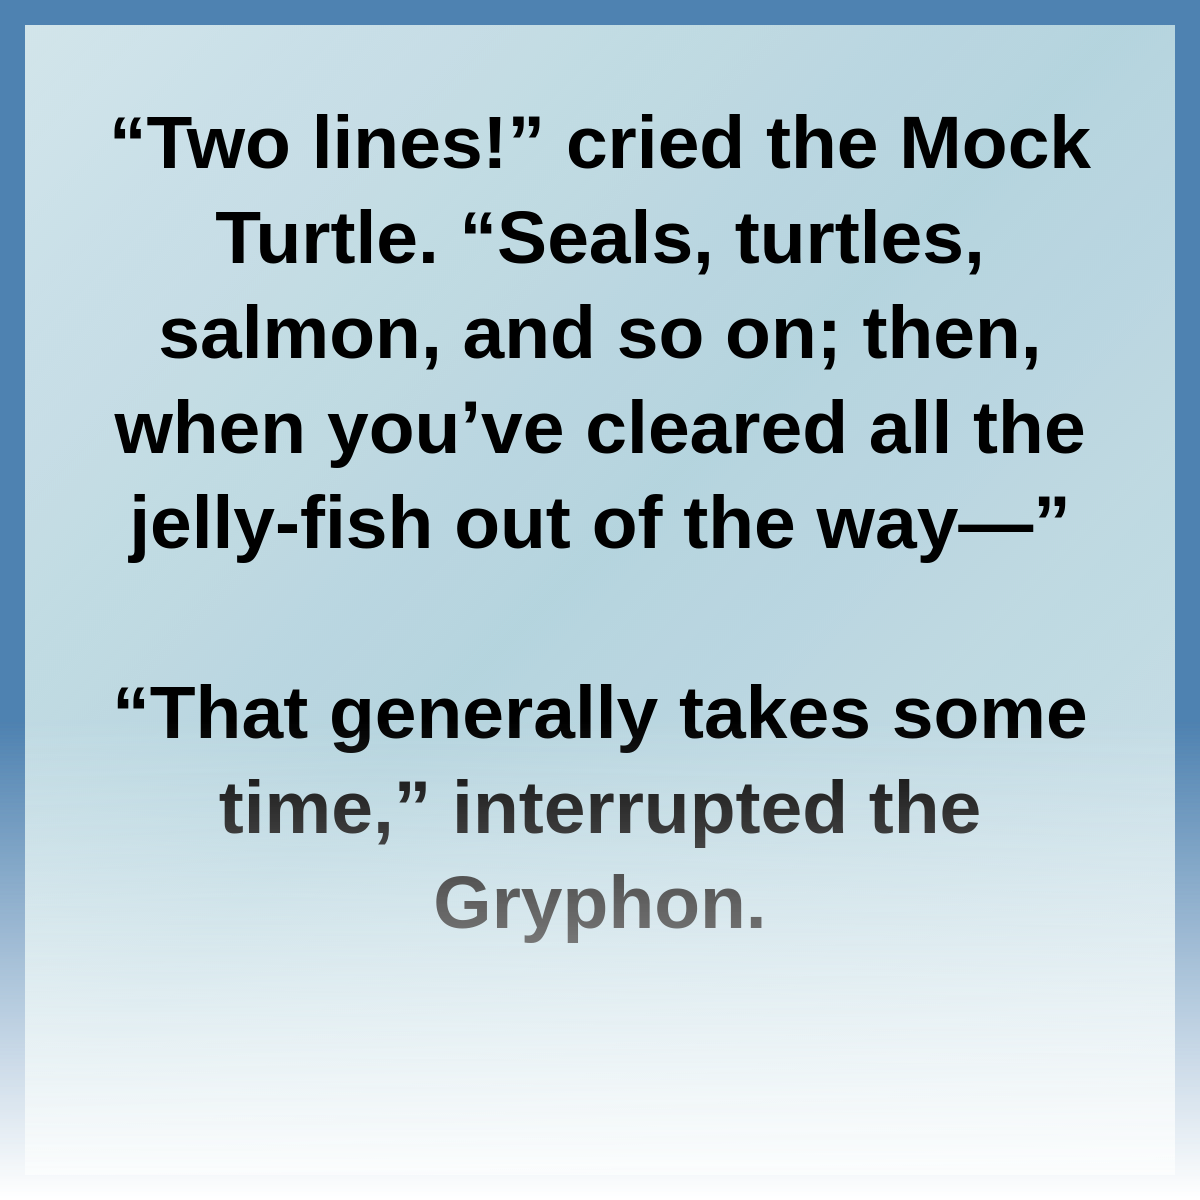 “Two lines!” cried the Mock
Turtle. “Seals, turtles,
salmon, and so on; then,
when you’ve cleared all the
jelly-fish out of the way—”
“That generally takes some
time,” interrupted the
Gryphon.